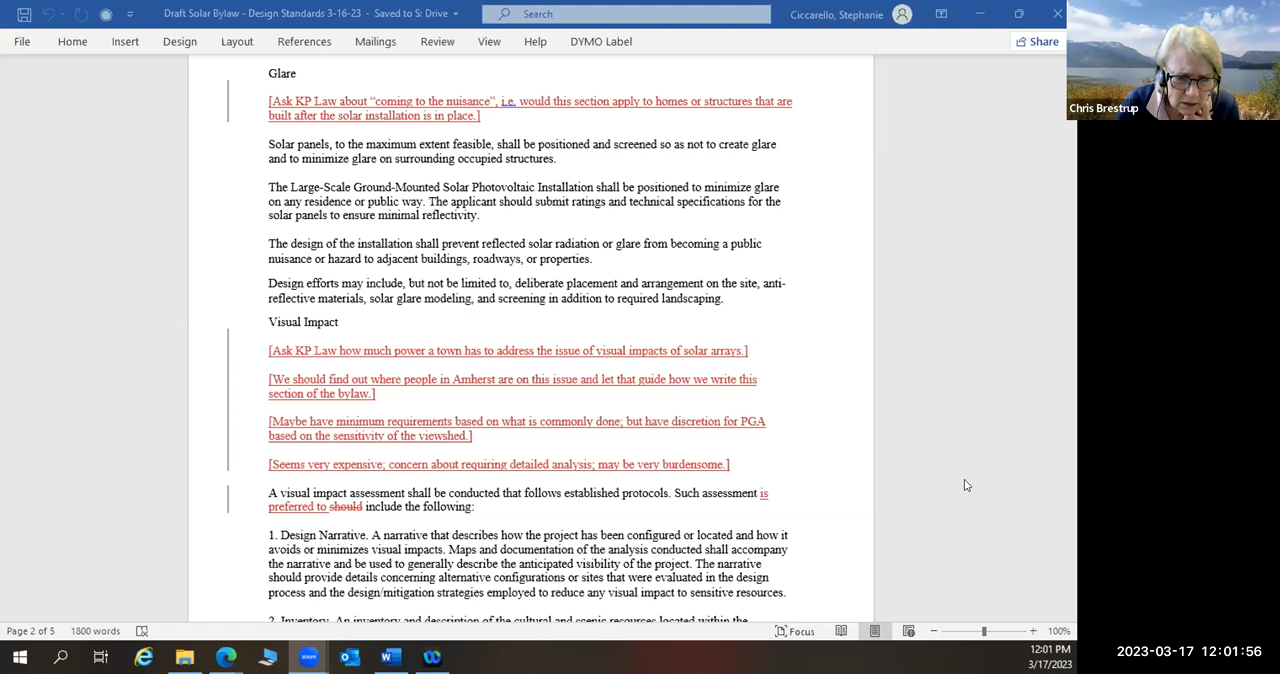 Draft Solar Bylaw - Design Standards 3-16-23 - Saved to S: Drive
Search
Ciccarello, Stephanie
File Home Insert Design Layout References Mailings Review View Help DYMO Label
Share
Chris Brestrup
Glare
[Ask KP Law about “coming to the nuisance”, i.e. would this section apply to homes or structures that are
built after the solar installation is in place.]
Solar panels, to the maximum extent feasible, shall be positioned and screened so as not to create glare
and to minimize glare on surrounding occupied structures.
The Large-Scale Ground-Mounted Solar Photovoltaic Installation shall be positioned to minimize glare
on any residence or public way. The applicant should submit ratings and technical specifications for the
solar panels to ensure minimal reflectivity.
The design of the installation shall prevent reflected solar radiation or glare from becoming a public
nuisance or hazard to adjacent buildings, roadways, or properties.
Design efforts may include, but not be limited to, deliberate placement and arrangement on the site, anti-
reflective materials, solar glare modeling, and screening in addition to required landscaping.
Visual Impact
[Ask KP Law how much power a town has to address the issue of visual impacts of solar arrays.]
[We should find out where people in Amherst are on this issue and let that guide how we write this
section of the bylaw.]
[Maybe have minimum requirements based on what is commonly done; but have discretion for PGA
based on the sensitivity of the viewshed.]
[Seems very expensive; concern about requiring detailed analysis; may be very burdensome.]
A visual impact assessment shall be conducted that follows established protocols. Such assessment is
preferred to should include the following:
1. Design Narrative. A narrative that describes how the project has been configured or located and how it
avoids or minimizes visual impacts. Maps and documentation of the analysis conducted shall accompany
the narrative and be used to generally describe the anticipated visibility of the project. The narrative
should provide details concerning alternative configurations or sites that were evaluated in the design
process and the design/mitigation strategies employed to reduce any visual impact to sensitive resources.
2. Inventory. An inventory and description of the cultural and scenic resources located within the
Page 2 of 5 1800 words
Focus
100%
zoom
12:01 PM
3/17/2023
2023-03-17 12:01:56